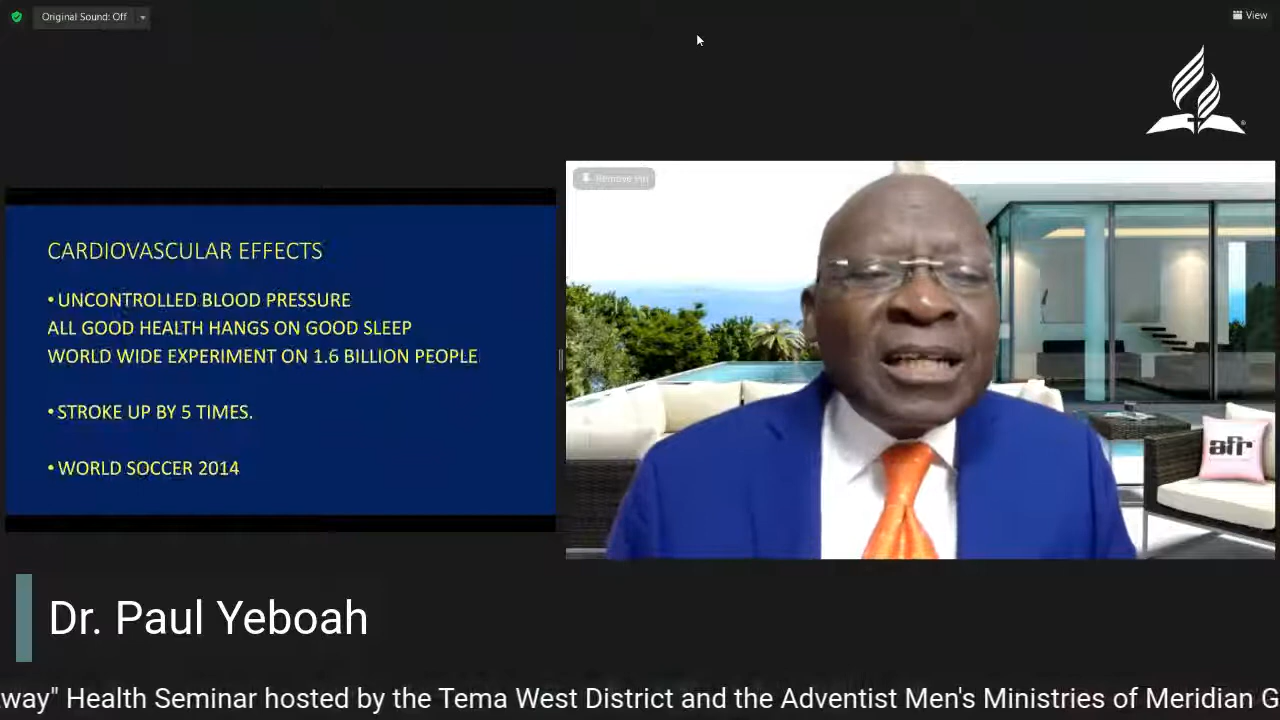 Original Sound: Off
View
Remove pin
CARDIOVASCULAR EFFECTS
• UNCONTROLLED BLOOD PRESSURE
ALL GOOD HEALTH HANGS ON GOOD SLEEP
WORLD WIDE EXPERIMENT ON 1.6 BILLION PEOPLE
• STROKE UP BY 5 TIMES.
• WORLD SOCCER 2014
afr
Dr. Paul Yeboah
way" Health Seminar hosted by the Tema West District and the Adventist Men's Ministries of Meridian G